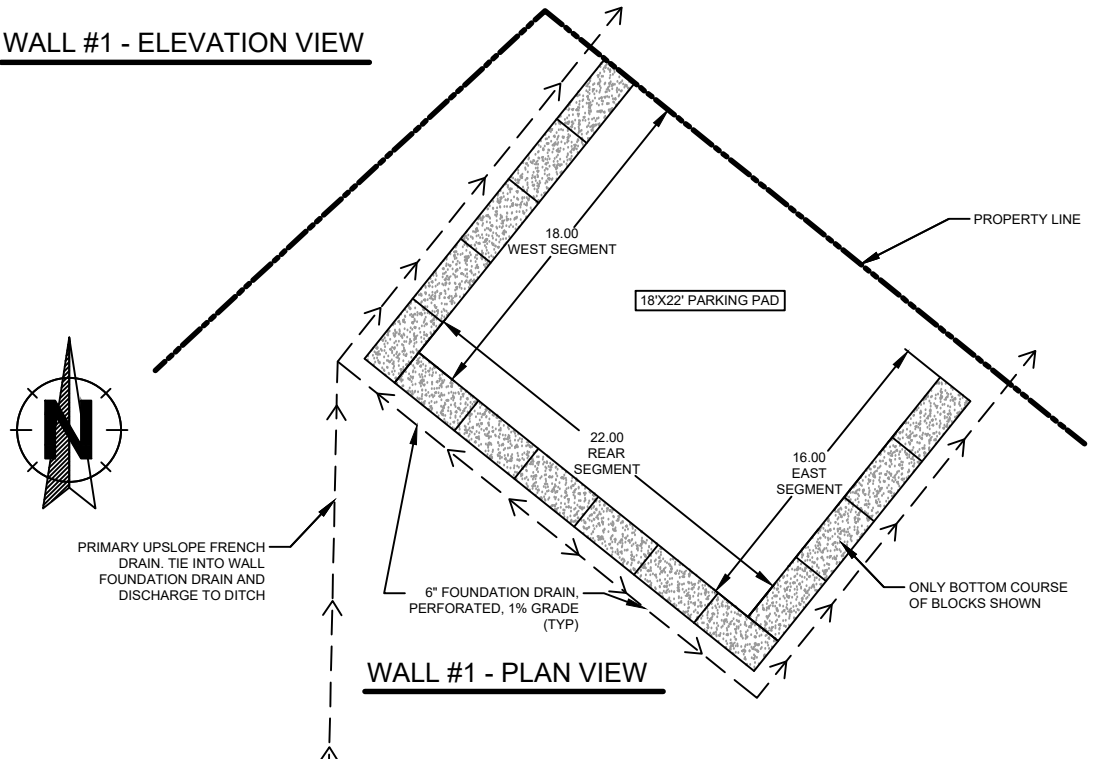 WALL #1 - ELEVATION VIEW
PROPERTY LINE
18.00
WEST SEGMENT
18'X22' PARKING PAD
N
22.00
REAR
SEGMENT
16.00
EAST
SEGMENT
PRIMARY UPSLOPE FRENCH
DRAIN. TIE INTO WALL
FOUNDATION DRAIN AND
DISCHARGE TO DITCH
6" FOUNDATION DRAIN,
PERFORATED, 1% GRADE
(TYP)
ONLY BOTTOM COURSE
OF BLOCKS SHOWN
WALL #1 - PLAN VIEW